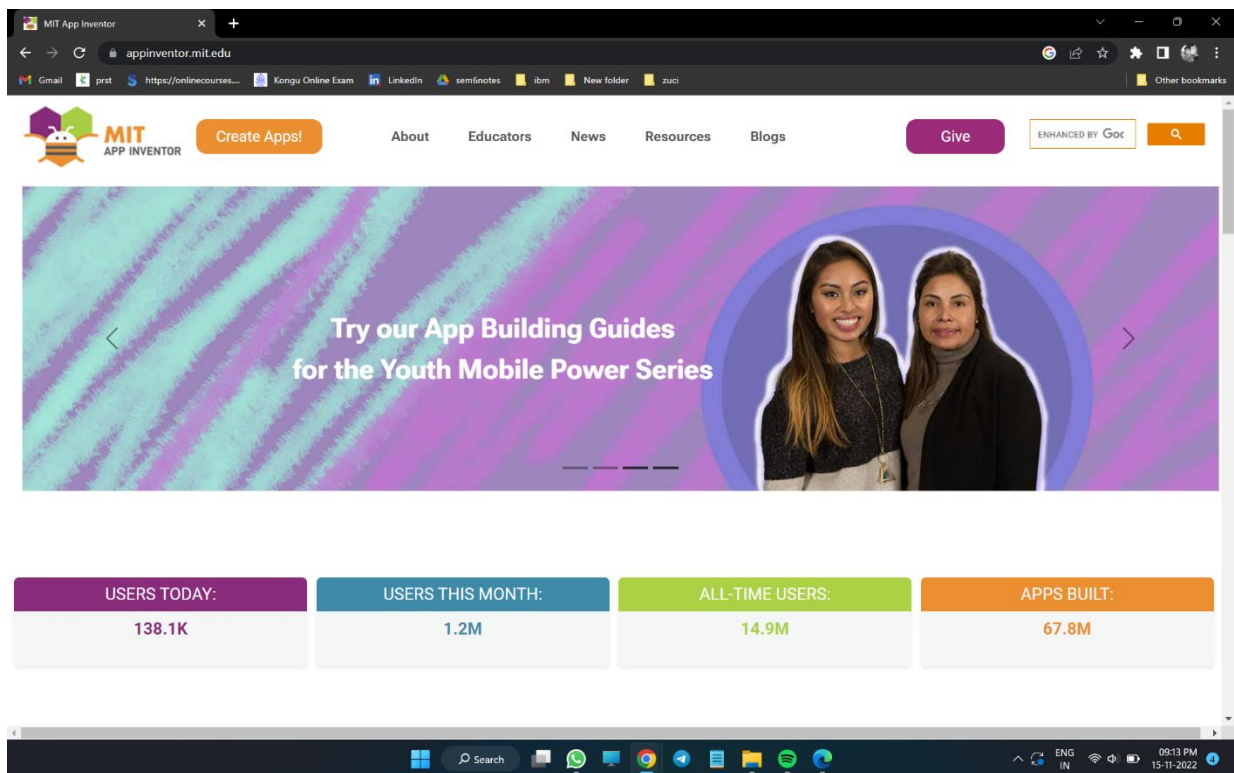 MIT App Inventor
appinventor.mit.edu
Gmail prst https://onlinecourses.... Kongu Online Exam LinkedIn sem6notes ibm New folder zuci Other bookmarks
MIT
APP INVENTOR
Create Apps! About Educators News Resources Blogs Give ENHANCED BY Goo
Try our App Building Guides
for the Youth Mobile Power Series
USERS TODAY: USERS THIS MONTH: ALL-TIME USERS: APPS BUILT:
138.1K 1.2M 14.9M 67.8M
Search ENG 09:13 PM
IN 15-11-2022 4